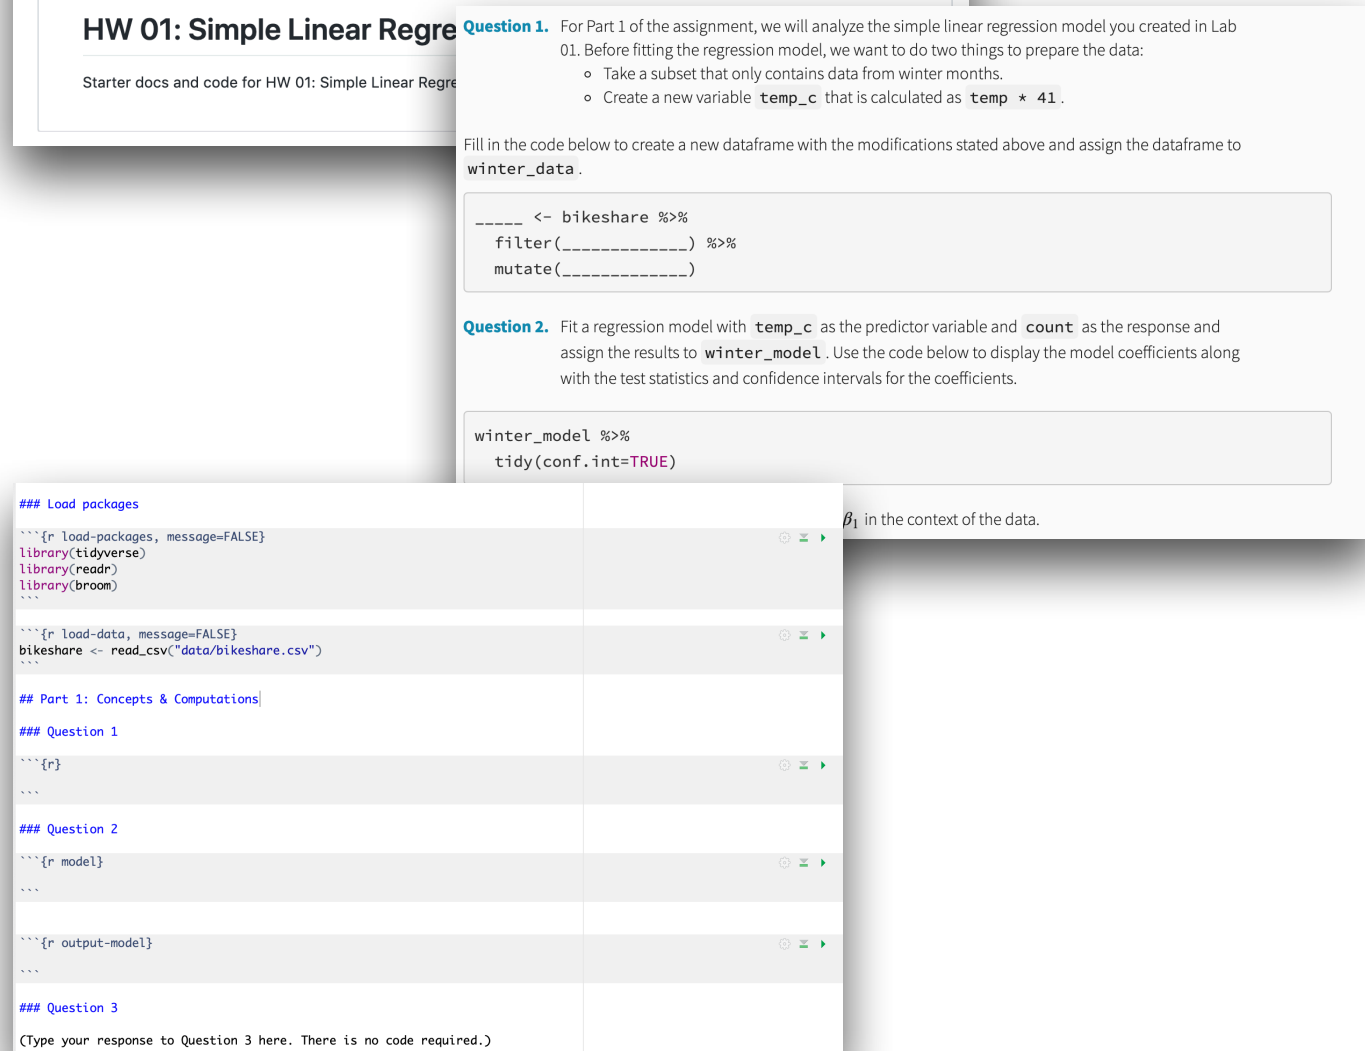 HW 01: Simple Linear Regre
Starter docs and code for HW 01: Simple Linear Regre
Question 1. For Part 1 of the assignment, we will analyze the simple linear regression model you created in Lab
01. Before fitting the regression model, we want to do two things to prepare the data:
Take a subset that only contains data from winter months.
Create a new variable temp_c that is calculated as temp * 41 .
Fill in the code below to create a new dataframe with the modifications stated above and assign the dataframe to
winter_data .
_____ <- bikeshare %>%
  filter(_____________) %>%
  mutate(_____________)
Question 2. Fit a regression model with temp_c as the predictor variable and count as the response and
assign the results to winter_model . Use the code below to display the model coefficients along
with the test statistics and confidence intervals for the coefficients.
winter_model %>%
  tidy(conf.int=TRUE)
β1 in the context of the data.
### Load packages
```{r load-packages, message=FALSE}
library(tidyverse)
library(readr)
library(broom)
```
```{r load-data, message=FALSE}
bikeshare <- read_csv("data/bikeshare.csv")
```
## Part 1: Concepts & Computations
### Question 1
```{r}
```
### Question 2
```{r model}
```
```{r output-model}
```
### Question 3
(Type your response to Question 3 here. There is no code required.)